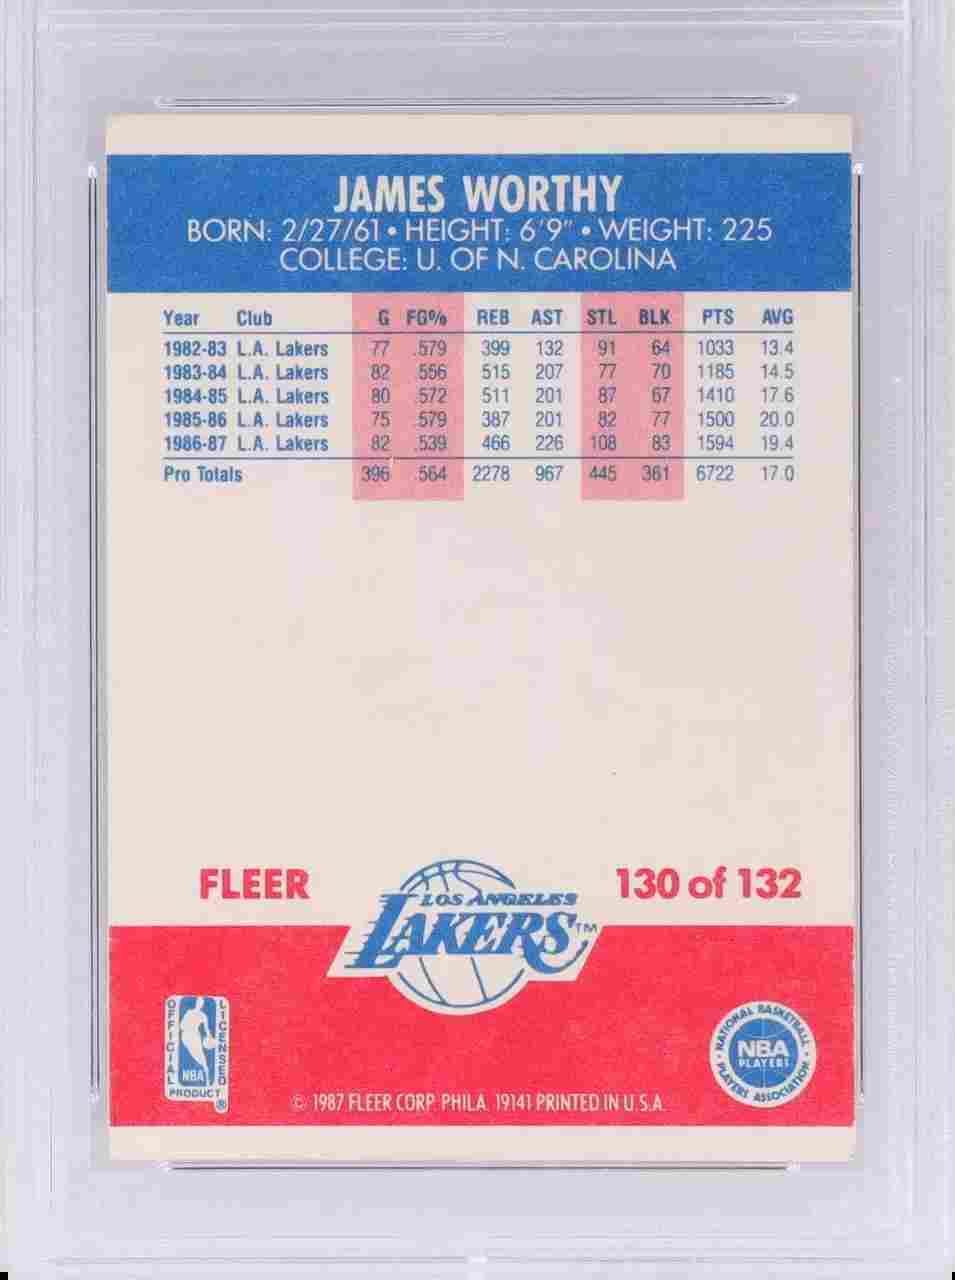 JAMES WORTHY
BORN: 2/27/61 • HEIGHT: 6'9" • WEIGHT: 225
COLLEGE: U. OF N. CAROLINA
Year Club G FG% REB AST STL BLK PTS AVG
1982-83 L.A. Lakers 77 .579 399 132 91 64 1033 13.4
1983-84 L.A. Lakers 82 .556 515 207 77 70 1185 14.5
1984-85 L.A. Lakers 80 .572 511 201 87 67 1410 17.6
1985-86 L.A. Lakers 75 .579 387 201 82 77 1500 20.0
1986-87 L.A. Lakers 82 .539 466 226 108 83 1594 19.4
Pro Totals 396 .564 2278 967 445 361 6722 17.0
FLEER
130 of 132
LOS ANGELES
LAKERS TM
OFFICIAL
LICENSED
NBA
PRODUCT ®
NATIONAL BASKETBALL
NBA
PLAYERS
PLAYERS ASSOCIATION
© 1987 FLEER CORP. PHILA. 19141 PRINTED IN U.S.A.